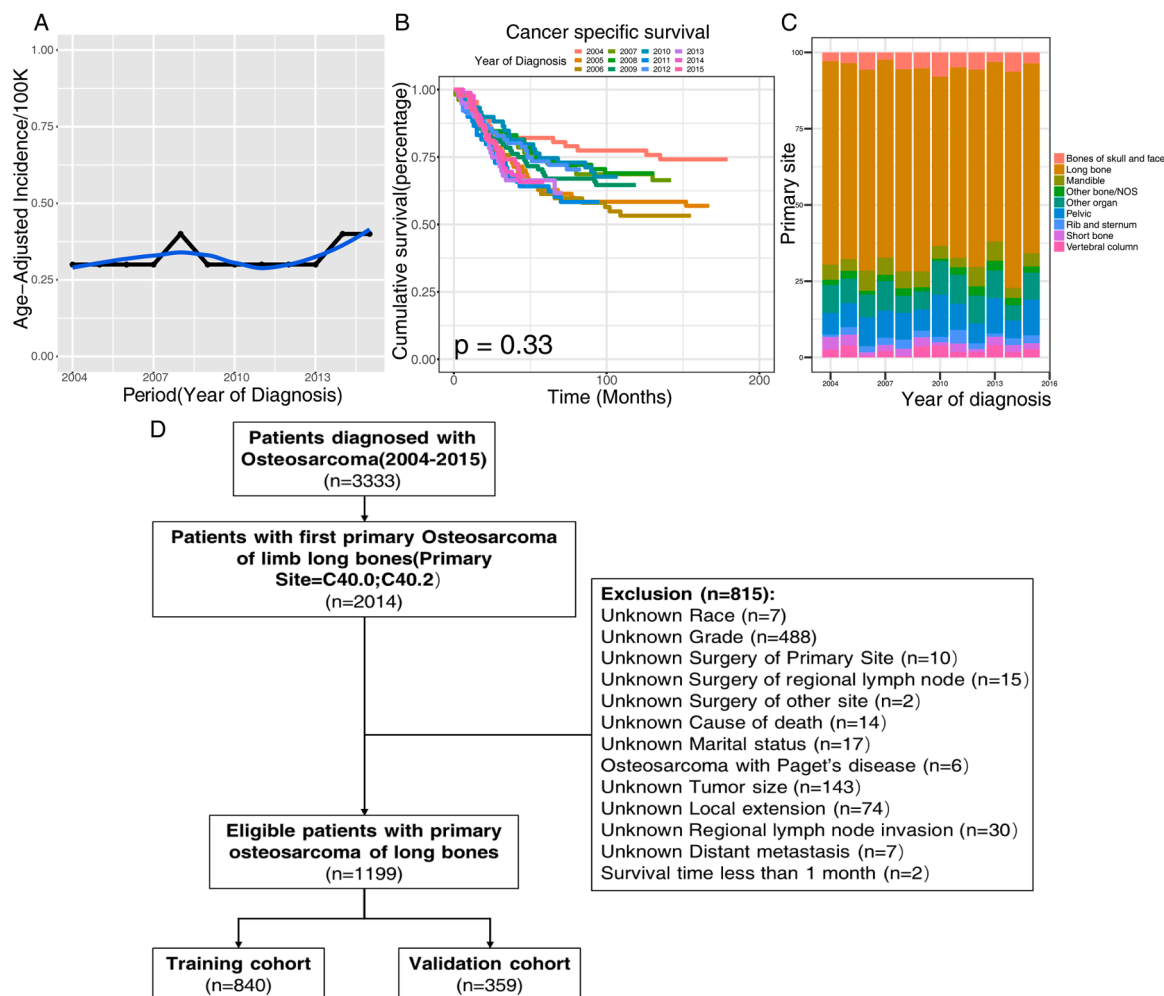 A
Age−Adjusted Incidence/100K
1.00
0.75
0.50
0.25
0.00
2004
2007
2010
2013
Period(Year of Diagnosis)
B
Cancer specific survival
Year of Diagnosis
2004
2005
2006
2007
2008
2009
2010
2011
2012
2013
2014
2015
Cumulative survival(percentage)
1.00
0.75
0.50
0.25
0.00
p = 0.33
0
100
200
Time (Months)
C
Primary site
100
75
50
25
0
2004
2007
2010
2013
2016
Year of diagnosis
Bones of skull and face
Long bone
Mandible
Other bone/NOS
Other organ
Pelvic
Rib and sternum
Short bone
Vertebral column
D
Patients diagnosed with
Osteosarcoma(2004-2015)
(n=3333)
Patients with first primary Osteosarcoma
of limb long bones(Primary
Site=C40.0;C40.2)
(n=2014)
Exclusion (n=815):
Unknown Race (n=7)
Unknown Grade (n=488)
Unknown Surgery of Primary Site (n=10)
Unknown Surgery of regional lymph node (n=15)
Unknown Surgery of other site (n=2)
Unknown Cause of death (n=14)
Unknown Marital status (n=17)
Osteosarcoma with Paget's disease (n=6)
Unknown Tumor size (n=143)
Unknown Local extension (n=74)
Unknown Regional lymph node invasion (n=30)
Unknown Distant metastasis (n=7)
Survival time less than 1 month (n=2)
Eligible patients with primary
osteosarcoma of long bones
(n=1199)
Training cohort
(n=840)
Validation cohort
(n=359)